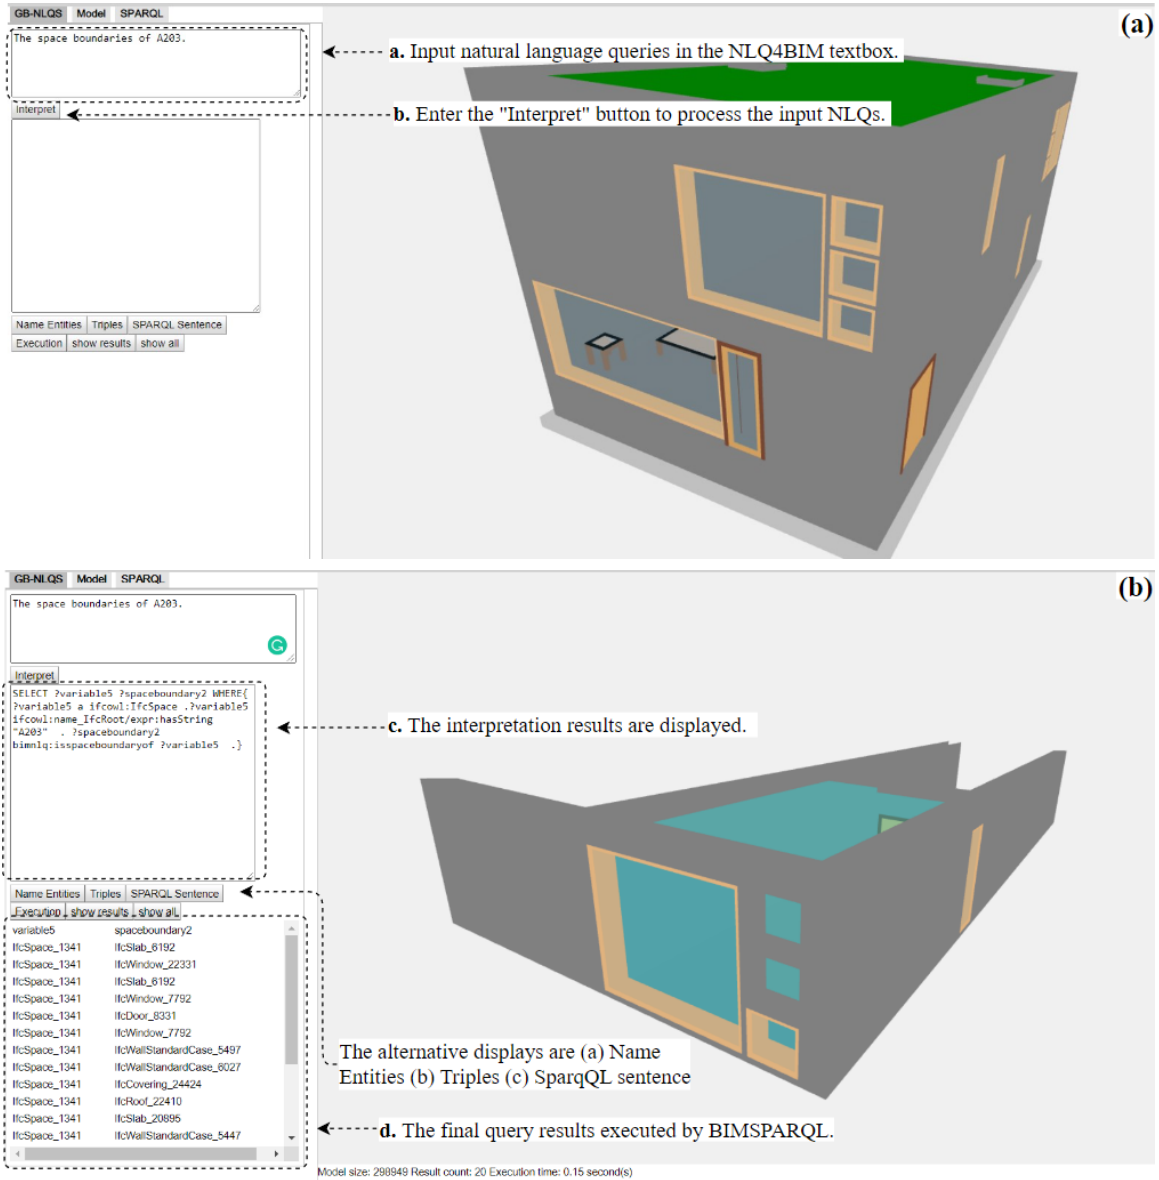 GB-NLQS Model SPARQL
(a)
The space boundaries of A203.
a. Input natural language queries in the NLQ4BIM textbox.
Interpret
b. Enter the "Interpret" button to process the input NLQs.
Name Entities Triples SPARQL Sentence
Execution show results show all
GB-NLQS Model SPARQL
(b)
The space boundaries of A203.
Interpret
SELECT ?variable5 ?spaceboundary2 WHERE{
?variable5 a ifcowl:IfcSpace .?variable5
ifcowl:name_IfcRoot/expr:hasString
"A203" . ?spaceboundary2
bimnlq:isspaceboundaryof ?variable5 .}
c. The interpretation results are displayed.
Name Entities Triples SPARQL Sentence
Execution show results show all
variable5 spaceboundary2
IfcSpace_1341 IfcSlab_6192
IfcSpace_1341 IfcWindow_22331
IfcSpace_1341 IfcSlab_6192
IfcSpace_1341 IfcWindow_7792
IfcSpace_1341 IfcDoor_8331
IfcSpace_1341 IfcWindow_7792
IfcSpace_1341 IfcWallStandardCase_5497
IfcSpace_1341 IfcWallStandardCase_6027
IfcSpace_1341 IfcCovering_24424
IfcSpace_1341 IfcRoof_22410
IfcSpace_1341 IfcSlab_20895
IfcSpace_1341 IfcWallStandardCase_5447
The alternative displays are (a) Name
Entities (b) Triples (c) SparqQL sentence
d. The final query results executed by BIMSPARQL.
Model size: 298949 Result count: 20 Execution time: 0.15 second(s)